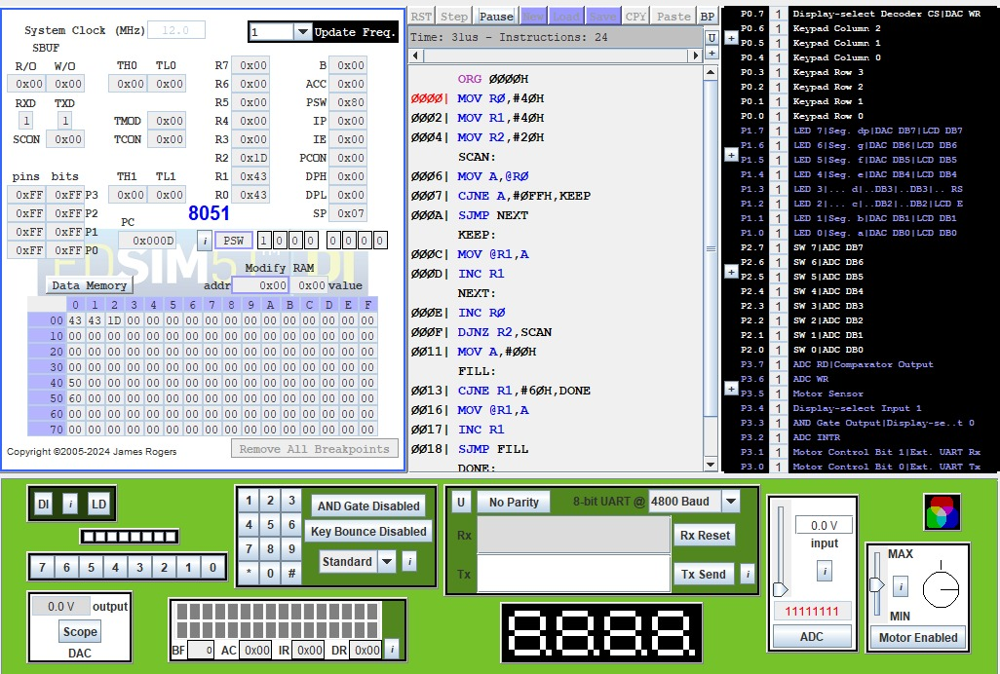 System Clock (MHz) 12.0 1 Update Freq.
SBUF
R/O W/O TH0 TL0 R7 0x00 B 0x00
0x00 0x00 0x00 0x00 R6 0x00 ACC 0x00
RXD TXD R5 0x00 PSW 0x80
1 1 TMOD 0x00 R4 0x00 IP 0x00
SCON 0x00 TCON 0x00 R3 0x00 IE 0x00
R2 0x1D PCON 0x00
pins bits TH1 TL1 R1 0x43 DPH 0x00
0xFF 0xFF P3 0x00 0x00 R0 0x43 DPL 0x00
0xFF 0xFF P2 8051 SP 0x07
0xFF 0xFF P1 PC
0xFF 0xFF P0 0x000D i PSW 1 0 0 0 0 0 0 0
EDSIM51 DI
Modify RAM
Data Memory addr 0x00 0x00 value
0 1 2 3 4 5 6 7 8 9 A B C D E F
00 43 43 1D 00 00 00 00 00 00 00 00 00 00 00 00 00
10 00 00 00 00 00 00 00 00 00 00 00 00 00 00 00 00
20 00 00 00 00 00 00 00 00 00 00 00 00 00 00 00 00
30 00 00 00 00 00 00 00 00 00 00 00 00 00 00 00 00
40 50 00 00 00 00 00 00 00 00 00 00 00 00 00 00 00
50 60 00 00 00 00 00 00 00 00 00 00 00 00 00 00 00
60 00 00 00 00 00 00 00 00 00 00 00 00 00 00 00 00
70 00 00 00 00 00 00 00 00 00 00 00 00 00 00 00 00
Copyright ©2005-2024 James Rogers Remove All Breakpoints
RST Step Pause New Load Save CPY Paste BP
Time: 31us - Instructions: 24 U
+
ORG 0000H
0000| MOV R0,#40H
0002| MOV R1,#40H
0004| MOV R2,#20H
SCAN:
0006| MOV A,@R0
0007| CJNE A,#0FFH,KEEP
000A| SJMP NEXT
KEEP:
000C| MOV @R1,A
000D| INC R1
NEXT:
000E| INC R0
000F| DJNZ R2,SCAN
0011| MOV A,#00H
FILL:
0013| CJNE R1,#60H,DONE
0016| MOV @R1,A
0017| INC R1
0018| SJMP FILL
DONE:
P0.7 1 Display-select Decoder CS|DAC WR
P0.6 1 Keypad Column 2
P0.5 1 Keypad Column 1
P0.4 1 Keypad Column 0
P0.3 1 Keypad Row 3
P0.2 1 Keypad Row 2
P0.1 1 Keypad Row 1
P0.0 1 Keypad Row 0
P1.7 1 LED 7|Seg. dp|DAC DB7|LCD DB7
P1.6 1 LED 6|Seg. g|DAC DB6|LCD DB6
P1.5 1 LED 5|Seg. f|DAC DB5|LCD DB5
P1.4 1 LED 4|Seg. e|DAC DB4|LCD DB4
P1.3 1 LED 3|... d|..DB3|..DB3|.. RS
P1.2 1 LED 2|... c|..DB2|..DB2|LCD E
P1.1 1 LED 1|Seg. b|DAC DB1|LCD DB1
P1.0 1 LED 0|Seg. a|DAC DB0|LCD DB0
P2.7 1 SW 7|ADC DB7
P2.6 1 SW 6|ADC DB6
P2.5 1 SW 5|ADC DB5
P2.4 1 SW 4|ADC DB4
P2.3 1 SW 3|ADC DB3
P2.2 1 SW 2|ADC DB2
P2.1 1 SW 1|ADC DB1
P2.0 1 SW 0|ADC DB0
P3.7 1 ADC RD|Comparator Output
P3.6 1 ADC WR
P3.5 1 Motor Sensor
P3.4 1 Display-select Input 1
P3.3 1 AND Gate Output|Display-se..t 0
P3.2 1 ADC INTR
P3.1 1 Motor Control Bit 1|Ext. UART Rx
P3.0 1 Motor Control Bit 0|Ext. UART Tx
DI i LD
7 6 5 4 3 2 1 0
0.0 V output
Scope
DAC
1 2 3
4 5 6
7 8 9
* 0 #
AND Gate Disabled
Key Bounce Disabled
Standard i
BF 0 AC 0x00 IR 0x00 DR 0x00 i
U No Parity 8-bit UART @ 4800 Baud
Rx Rx Reset
Tx Tx Send i
8.8.8.8.
0.0 V
input
i
11111111
ADC
MAX
i
MIN
Motor Enabled